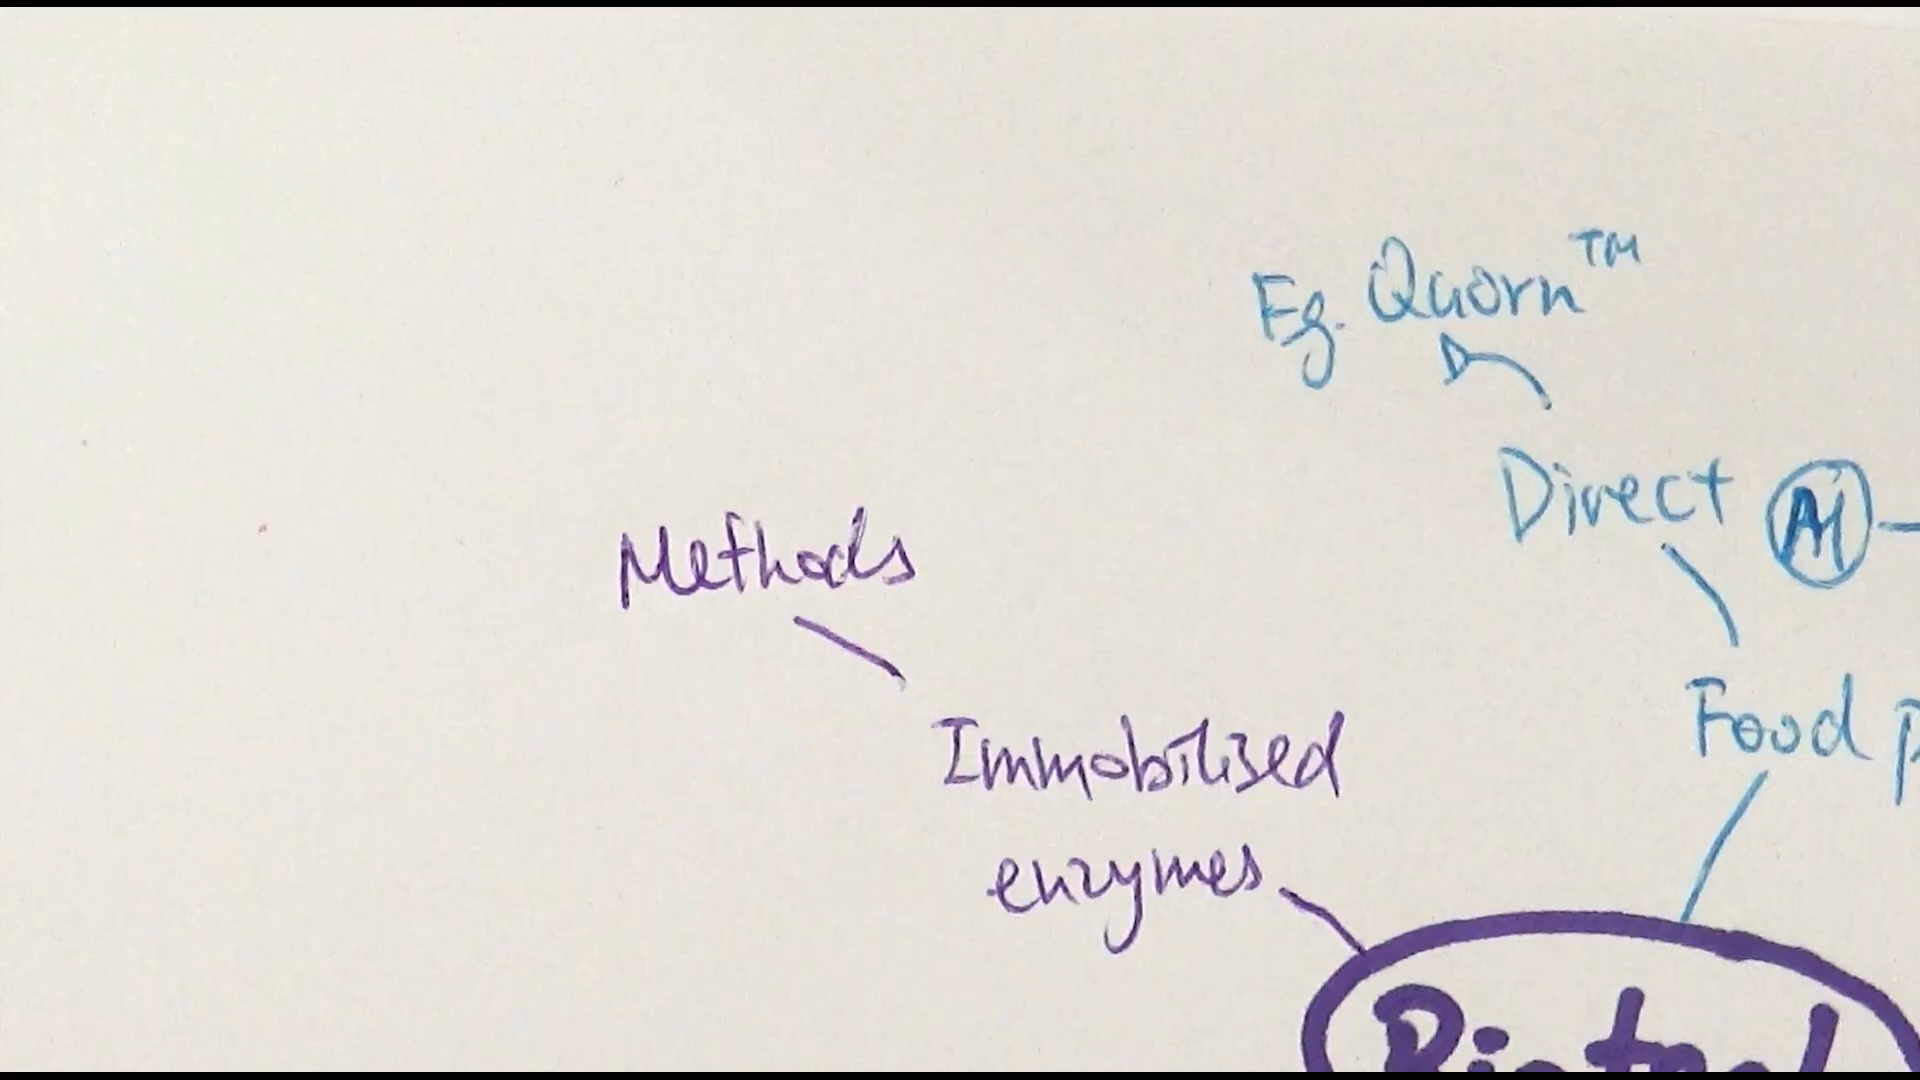 Eg. Quorn™
Direct
Methods
Food
Immobilised
enzymes